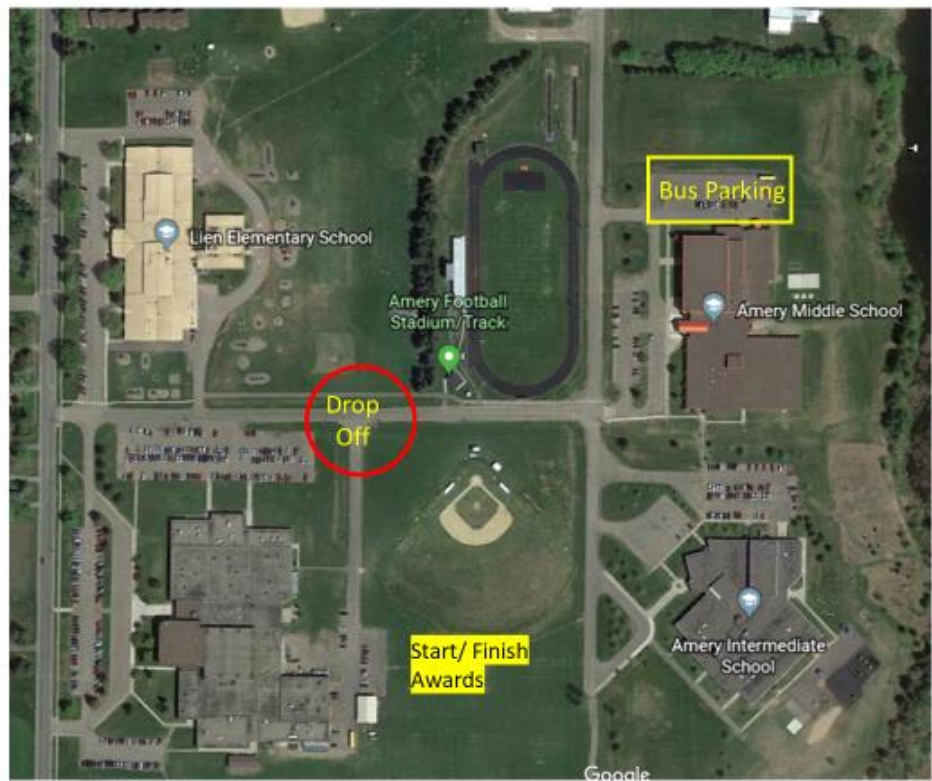 Bus Parking
Lien Elementary School
Amery Football
Stadium/Track
Amery Middle School
Drop
Off
Start/ Finish
Awards
Amery Intermediate
School
Google